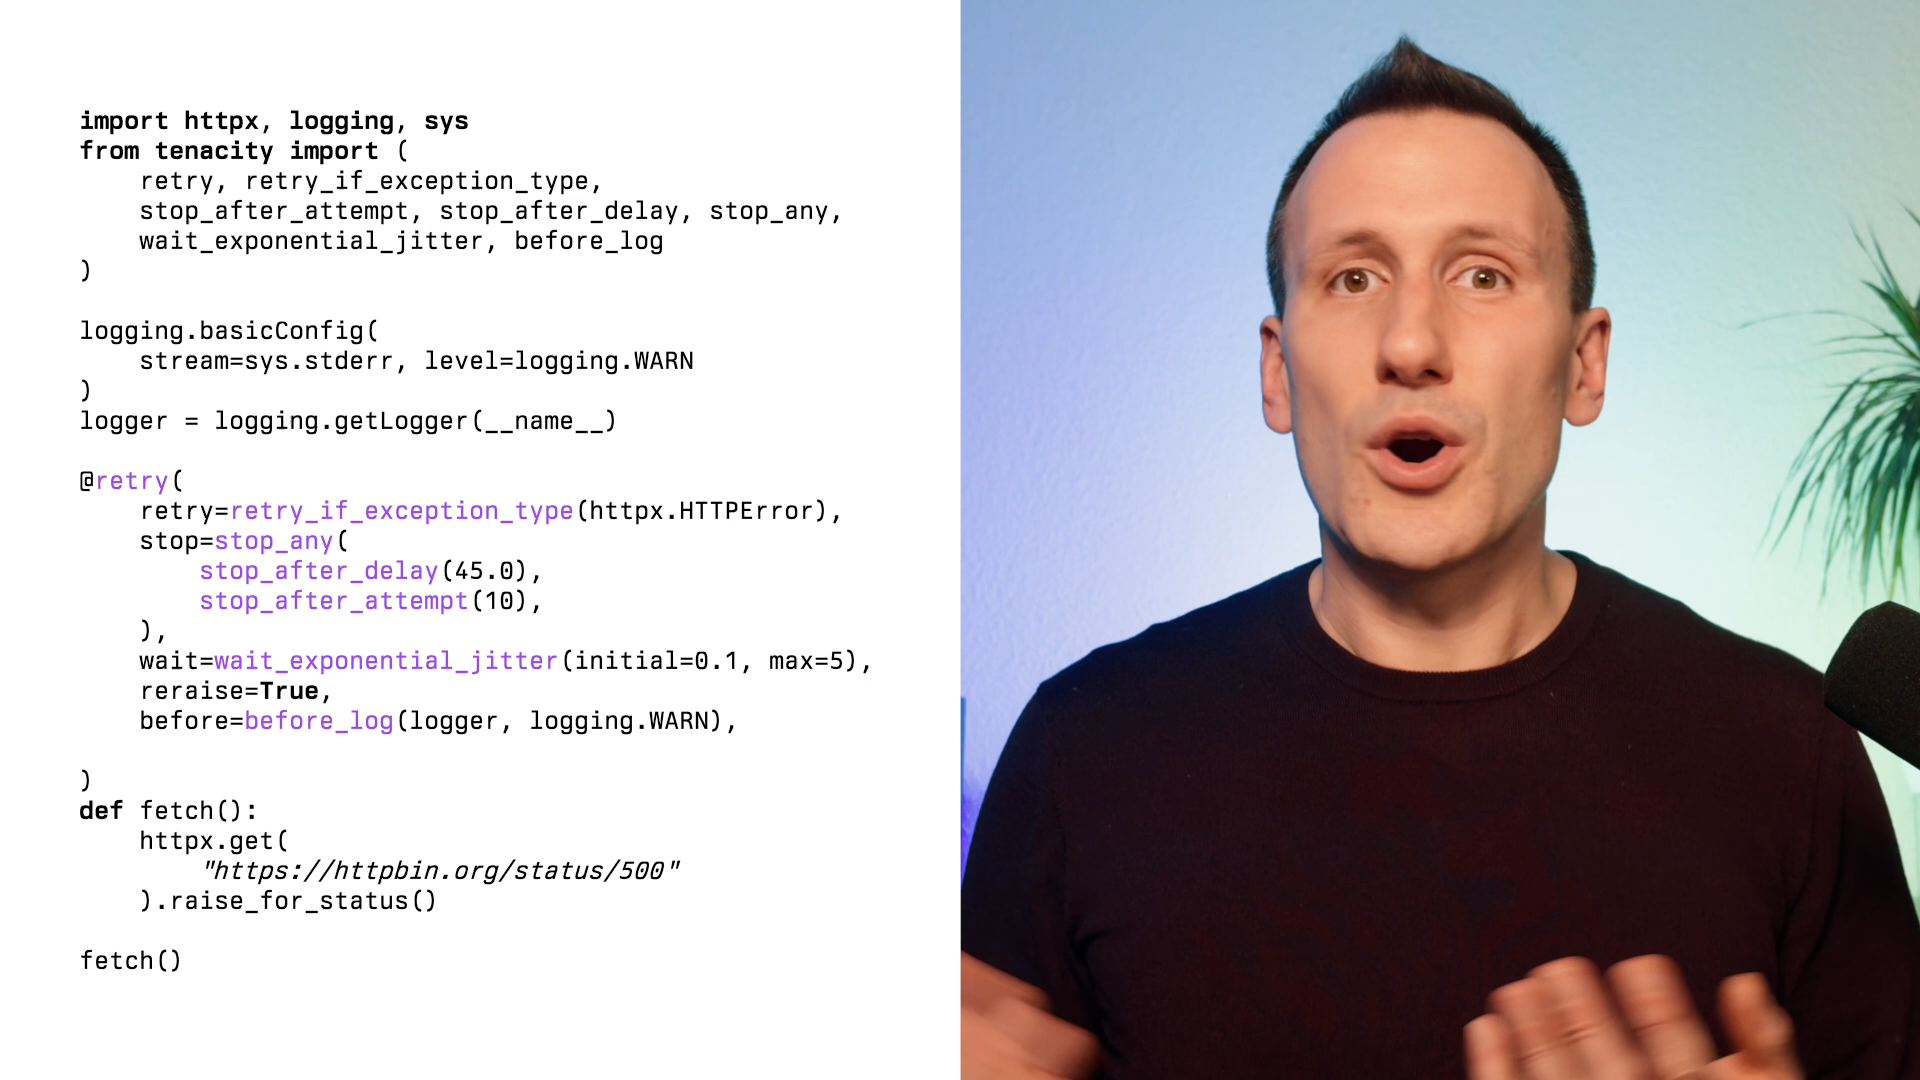 import httpx, logging, sys
from tenacity import (
    retry, retry_if_exception_type,
    stop_after_attempt, stop_after_delay, stop_any,
    wait_exponential_jitter, before_log
)

logging.basicConfig(
    stream=sys.stderr, level=logging.WARN
)
logger = logging.getLogger(__name__)

@retry(
    retry=retry_if_exception_type(httpx.HTTPError),
    stop=stop_any(
        stop_after_delay(45.0),
        stop_after_attempt(10),
    ),
    wait=wait_exponential_jitter(initial=0.1, max=5),
    reraise=True,
    before=before_log(logger, logging.WARN),

)
def fetch():
    httpx.get(
        "https://httpbin.org/status/500"
    ).raise_for_status()

fetch()